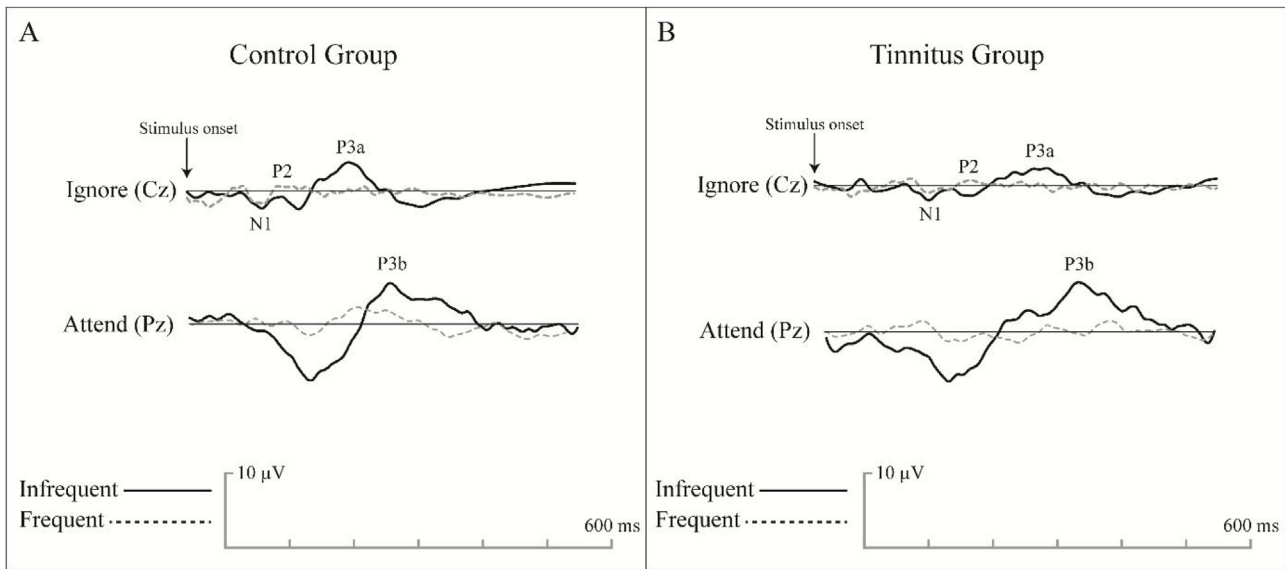 A
Control Group
Stimulus onset
P3a
P2
Ignore (Cz)
N1
P3b
Attend (Pz)
10 µV
Infrequent
Frequent
600 ms
B
Tinnitus Group
Stimulus onset
P3a
P2
Ignore (Cz)
N1
P3b
Attend (Pz)
10 µV
Infrequent
Frequent
600 ms